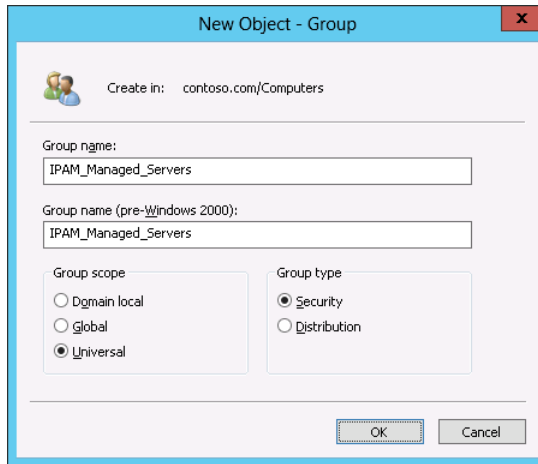 New Object - Group
x
Create in: contoso.com/Computers
Group name:
IPAM_Managed_Servers
Group name (pre-Windows 2000):
IPAM_Managed_Servers
Group scope
Domain local
Global
Universal
Group type
Security
Distribution
OK
Cancel